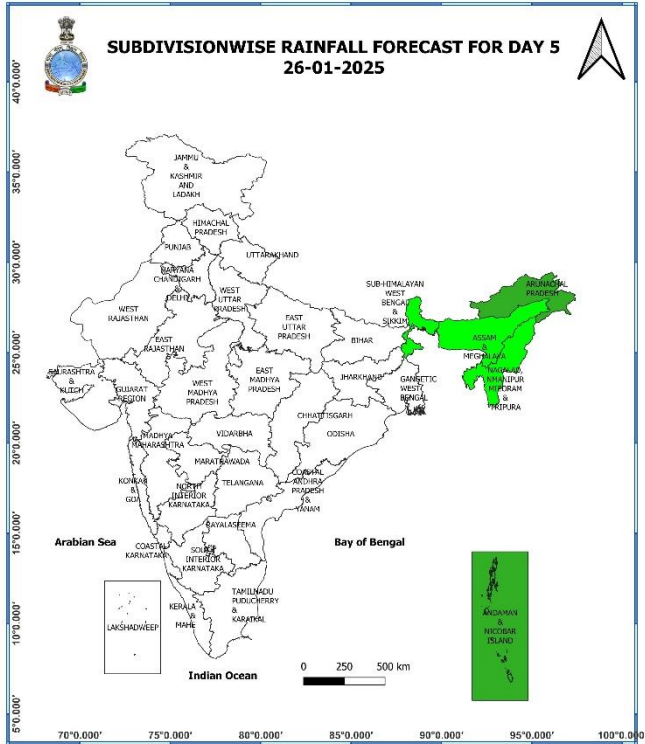 SUBDIVISIONWISE RAINFALL FORECAST FOR DAY 5
26-01-2025
40°0.000'
35°0.000'
30°0.000'
25°0.000'
20°0.000'
15°0.000'
10°0.000'
5°0.000'
JAMMU
&
KASHMIR
AND
LADAKH
HIMACHAL
PRADESH
PUNJAB
UTTARAKHAND
HARYANA
CHANDIGARH
&
DELHI
WEST
UTTAR
PRADESH
WEST
RAJASTHAN
EAST
RAJASTHAN
EAST
UTTAR
PRADESH
BIHAR
SUB-HIMALAYAN
WEST
BENGAL
&
SIKKIM
ARUNACHAL
PRADESH
ASSAM
&
MEGHALAYA
&
TRIPURA
SAURASHTRA
&
KUTCH
GUJARAT
REGION
WEST
MADHYA
PRADESH
EAST
MADHYA
PRADESH
JHARKHAND
GANGETIC
WEST
BENGAL
CHHATTISGARH
ODISHA
MADHYA
MAHARASHTRA
VIDARBHA
MARATHWADA
TELANGANA
KONKAN
&
GOA
NORTH
INTERIOR
KARNATAKA
COASTAL
ANDHRA
PRADESH
&
YANAM
RAYALASEEMA
COASTAL
KARNATAKA
SOUTH
INTERIOR
KARNATAKA
TAMILNADU
PUDUCHERRY
&
KARAIKAL
KERALA
&
MAHE
LAKSHADWEEP
ANDAMAN
&
NICOBAR
ISLAND
Arabian Sea
Bay of Bengal
Indian Ocean
0 250 500 km
70°0.000' 75°0.000' 80°0.000' 85°0.000' 90°0.000' 95°0.000' 100°0.000'